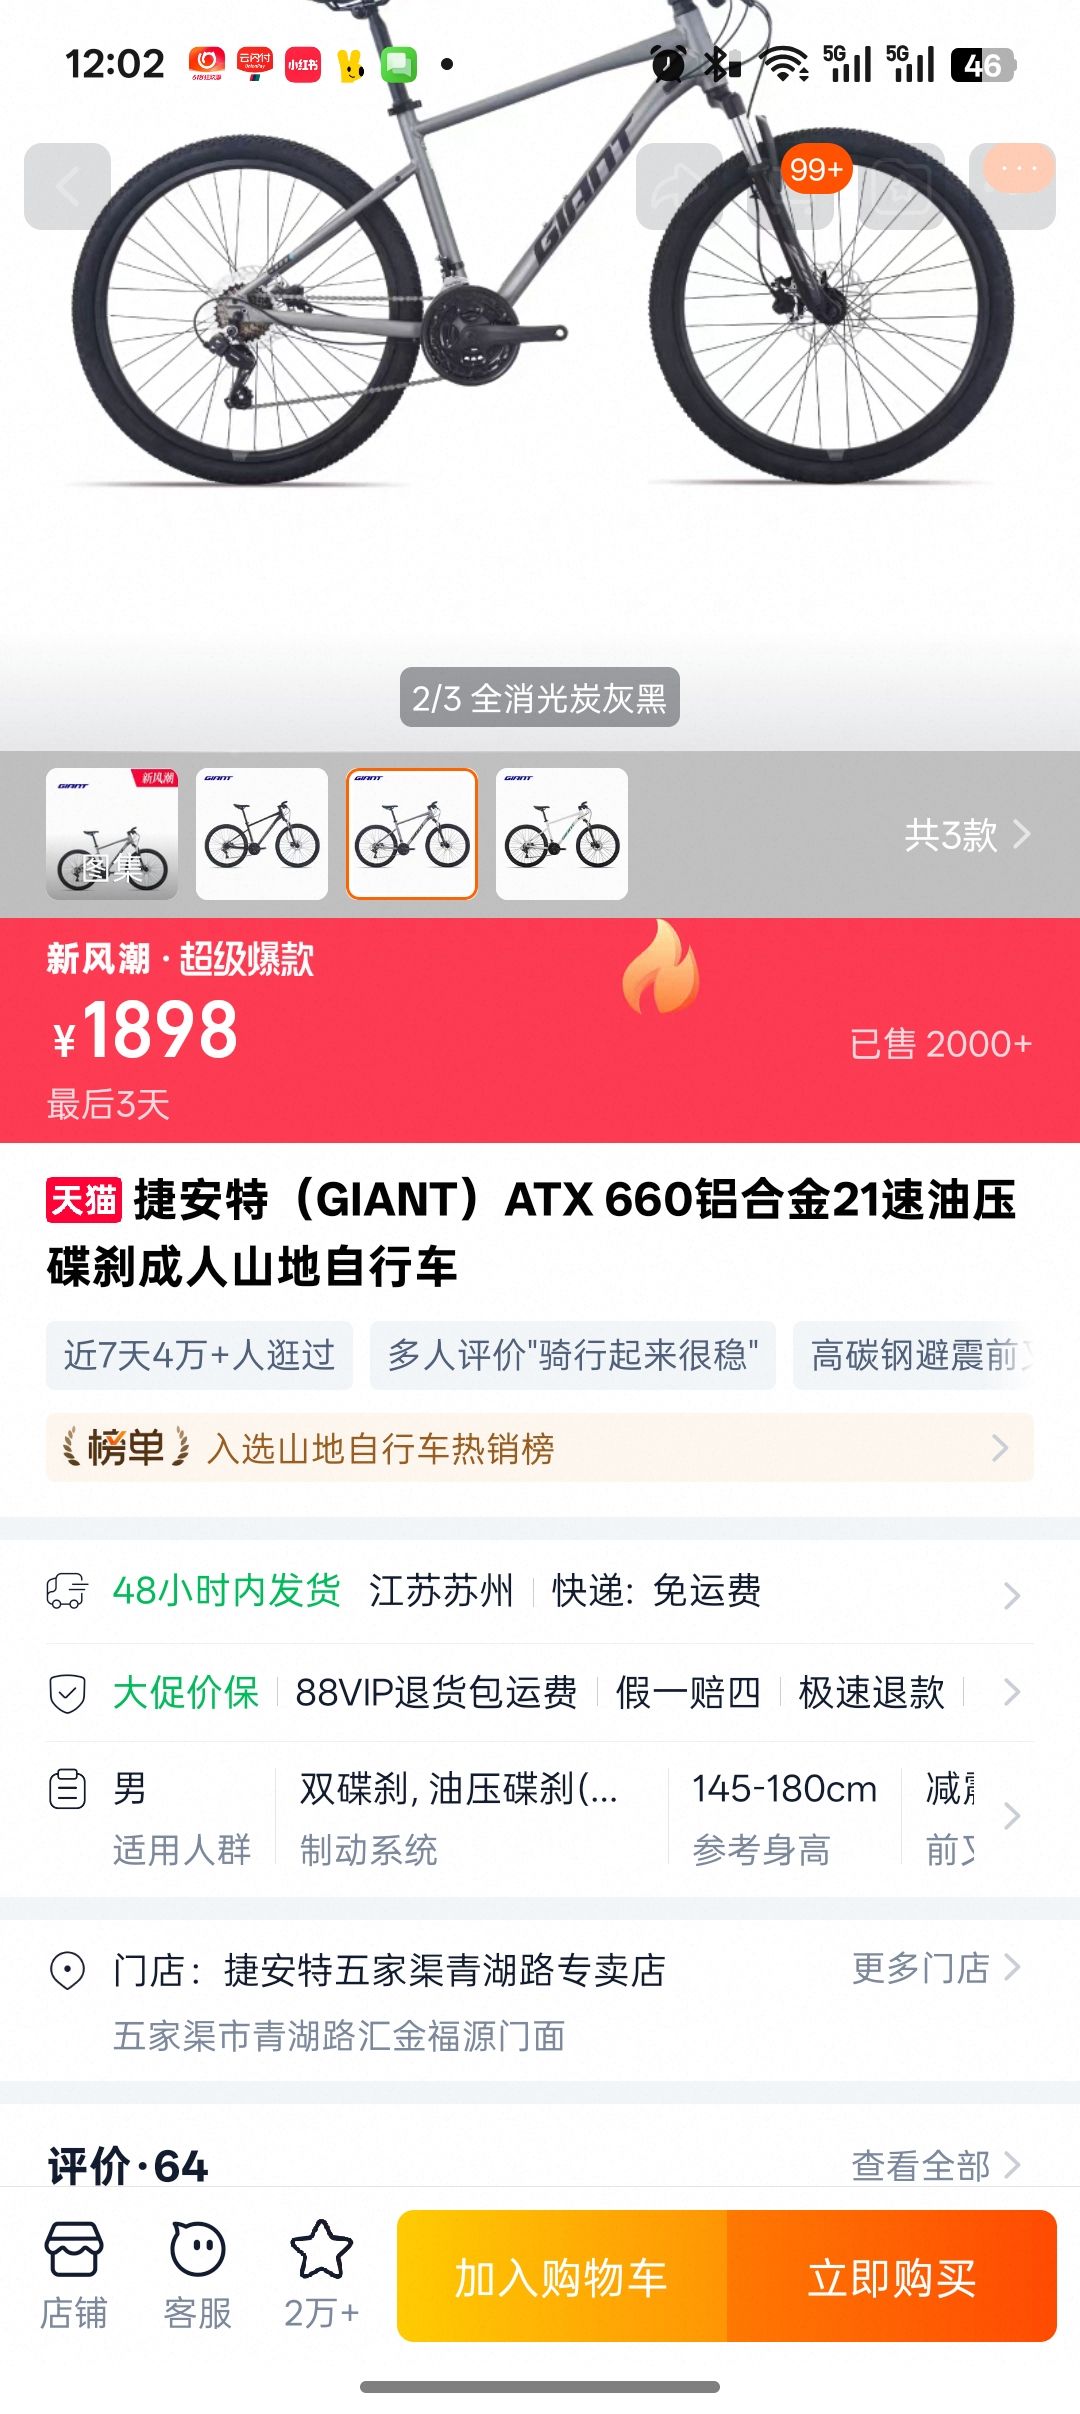 12:02
云闪付
小红书
5G
5G
46
GIANT
99+
2/3 全消光炭灰黑
GIANT
新风潮
图集
GIANT
GIANT
GIANT
共3款
新风潮·超级爆款
¥1898
已售 2000+
最后3天
天猫 捷安特（GIANT）ATX 660铝合金21速油压
碟刹成人山地自行车
近7天4万+人逛过
多人评价"骑行起来很稳"
高碳钢避震前
榜单 入选山地自行车热销榜
48小时内发货 江苏苏州 快递: 免运费
大促价保 88VIP退货包运费 假一赔四 极速退款
男 双碟刹, 油压碟刹(... 145-180cm 减
适用人群 制动系统 参考身高 前
门店：捷安特五家渠青湖路专卖店 更多门店
五家渠市青湖路汇金福源门面
评价·64 查看全部
加入购物车 立即购买
店铺 客服 2万+